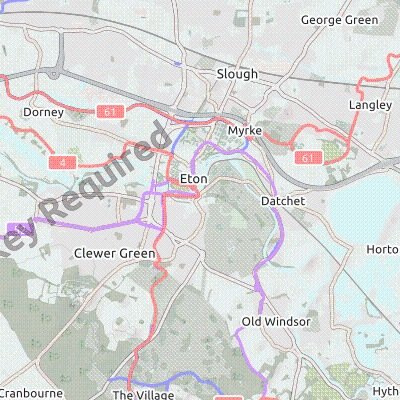 George Green
Slough
Langley
Dorney
61
Myrke
4
61
Key Required
Eton
Datchet
Clewer Green
Horto
Old Windsor
Cranbourne
The Village
Hyth